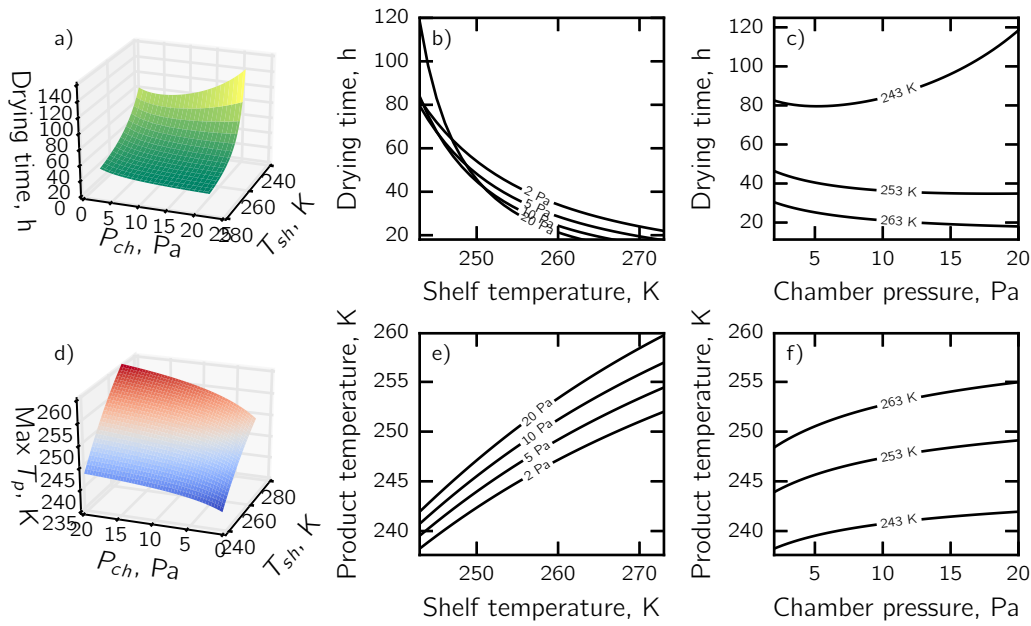 a)
Drying time, h
140
120
100
80
60
40
20
0
0
5
10
15
20
25
P_ch, Pa
240
260
280
T_sh, K
b)
Drying time, h
120
100
80
60
40
20
2 Pa
5 Pa
10 Pa
20 Pa
250
260
270
Shelf temperature, K
c)
Drying time, h
120
100
80
60
40
20
243 K
253 K
263 K
5
10
15
20
Chamber pressure, Pa
d)
Max T_p, K
260
255
250
245
240
235
20
15
10
5
0
P_ch, Pa
280
260
240
T_sh, K
e)
Product temperature, K
260
255
250
245
240
20 Pa
10 Pa
5 Pa
2 Pa
250
260
270
Shelf temperature, K
f)
Product temperature, K
260
255
250
245
240
263 K
253 K
243 K
5
10
15
20
Chamber pressure, Pa